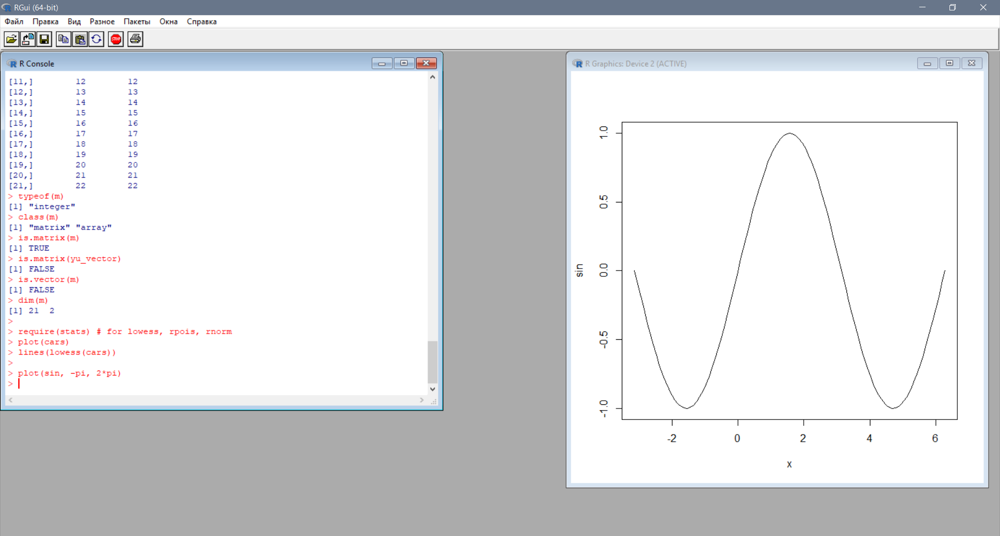 RGui (64-bit)
Файл Правка Вид Разное Пакеты Окна Справка
STOP
R Console
[11,] 12 12
[12,] 13 13
[13,] 14 14
[14,] 15 15
[15,] 16 16
[16,] 17 17
[17,] 18 18
[18,] 19 19
[19,] 20 20
[20,] 21 21
[21,] 22 22
> typeof(m)
[1] "integer"
> class(m)
[1] "matrix" "array"
> is.matrix(m)
[1] TRUE
> is.matrix(yu_vector)
[1] FALSE
> is.vector(m)
[1] FALSE
> dim(m)
[1] 21 2
>
> require(stats) # for lowess, rpois, rnorm
> plot(cars)
> lines(lowess(cars))
>
> plot(sin, -pi, 2*pi)
>
R Graphics: Device 2 (ACTIVE)
1.0
0.5
0.0
-0.5
-1.0
sin
-2 0 2 4 6
x